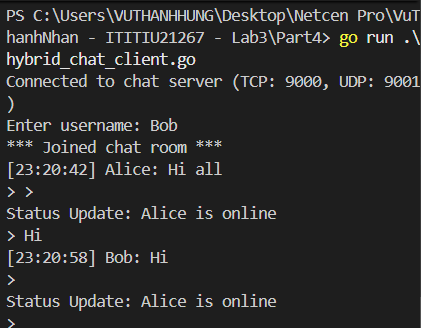 PS C:\Users\VUTHANHHUNG\Desktop\Netcen Pro\VuT
hanhNhan - ITITIU21267 - Lab3\Part4> go run .\
hybrid_chat_client.go
Connected to chat server (TCP: 9000, UDP: 9001
)
Enter username: Bob
*** Joined chat room ***
[23:20:42] Alice: Hi all
> >
Status Update: Alice is online
> Hi
[23:20:58] Bob: Hi
>
Status Update: Alice is online
>